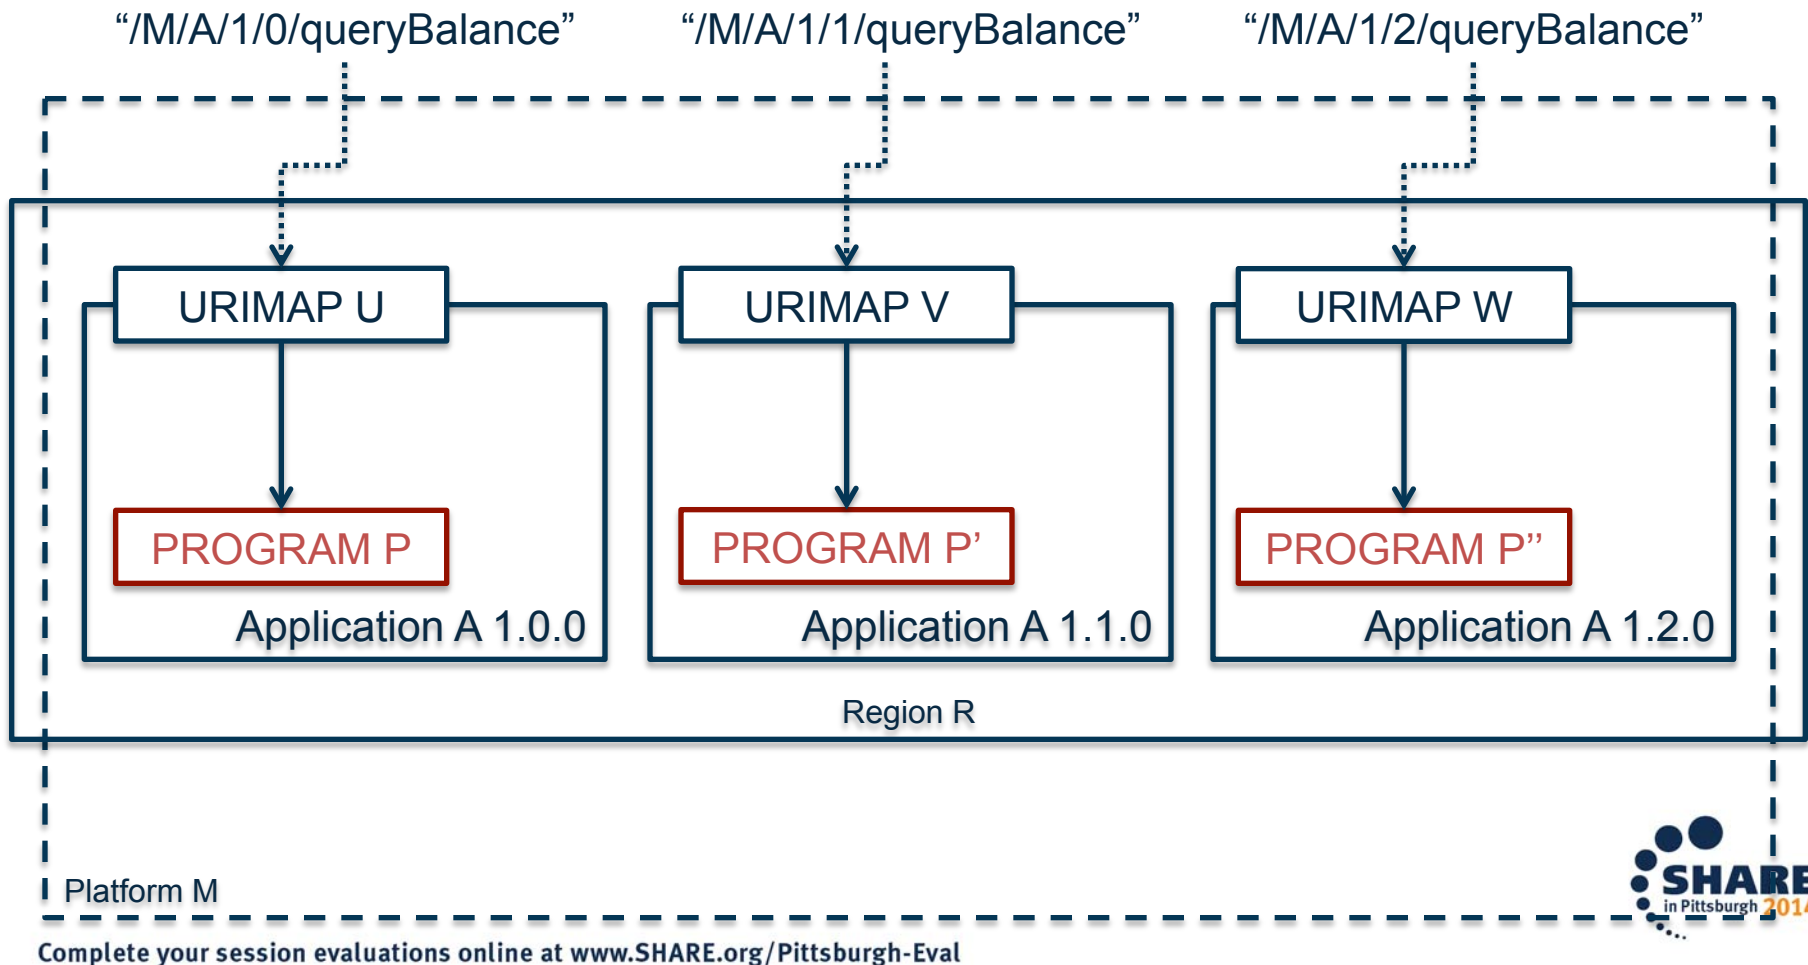 “/M/A/1/0/queryBalance” “/M/A/1/1/queryBalance” “/M/A/1/2/queryBalance”
URIMAP U
URIMAP V
URIMAP W
PROGRAM P
PROGRAM P’
PROGRAM P’’
Application A 1.0.0
Application A 1.1.0
Application A 1.2.0
Region R
Platform M
SHARE
in Pittsburgh 2014
Complete your session evaluations online at www.SHARE.org/Pittsburgh-Eval